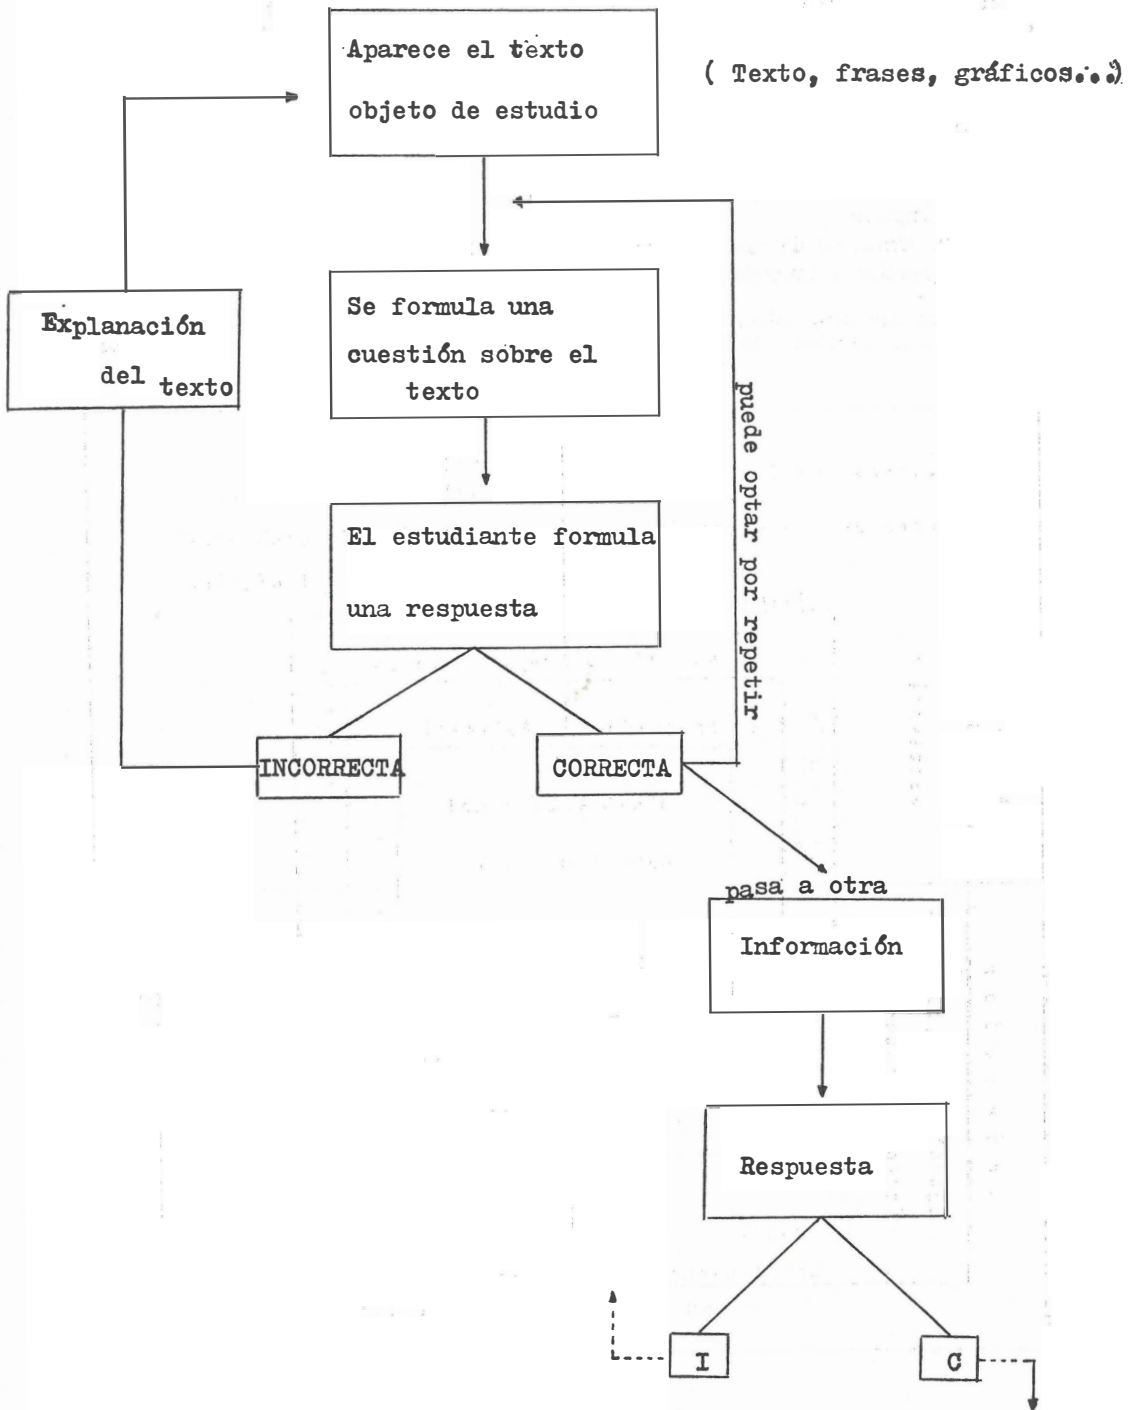 Aparece el texto
objeto de estudio
( Texto, frases, gráficos...)
Explanación
del texto
Se formula una
cuestión sobre el
texto
El estudiante formula
una respuesta
puede optar por repetir
INCORRECTA
CORRECTA
pasa a otra
Información
Respuesta
I
C